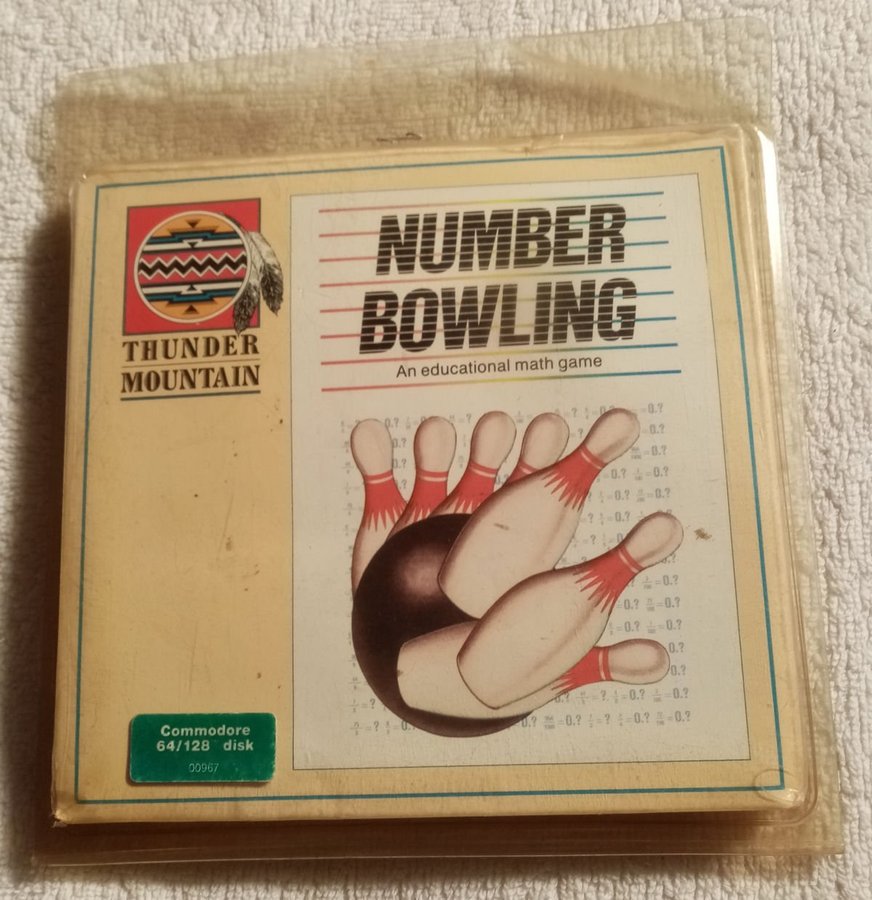 THUNDER
MOUNTAIN
NUMBER
BOWLING
An educational math game
Commodore
64/128 disk
00967